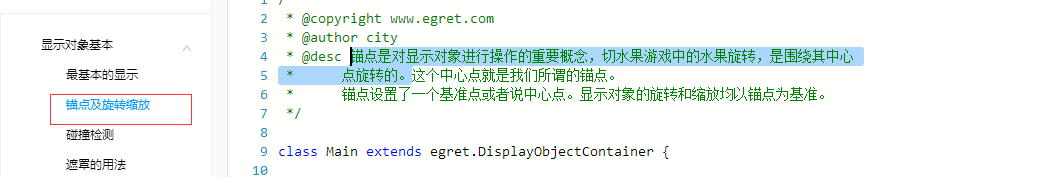 显示对象基本
最基本的显示
锚点及旋转缩放
碰撞检测
遮罩的用法
1 */
2 * @copyright www.egret.com
3 * @author city
4 * @desc 锚点是对显示对象进行操作的重要概念，切水果游戏中的水果旋转，是围绕其中心
5 * 点旋转的。这个中心点就是我们所谓的锚点。
6 * 锚点设置了一个基准点或者说中心点。显示对象的旋转和缩放均以锚点为基准。
7 */
8
9 class Main extends egret.DisplayObjectContainer {
10